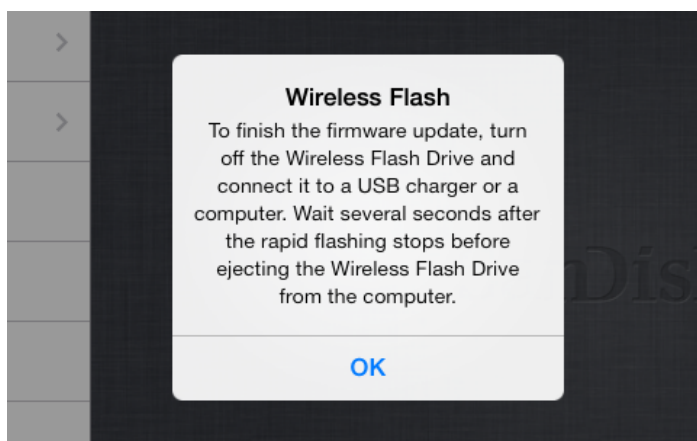 Wireless Flash
To finish the firmware update, turn
off the Wireless Flash Drive and
connect it to a USB charger or a
computer. Wait several seconds after
the rapid flashing stops before
ejecting the Wireless Flash Drive
from the computer.
Dis
OK